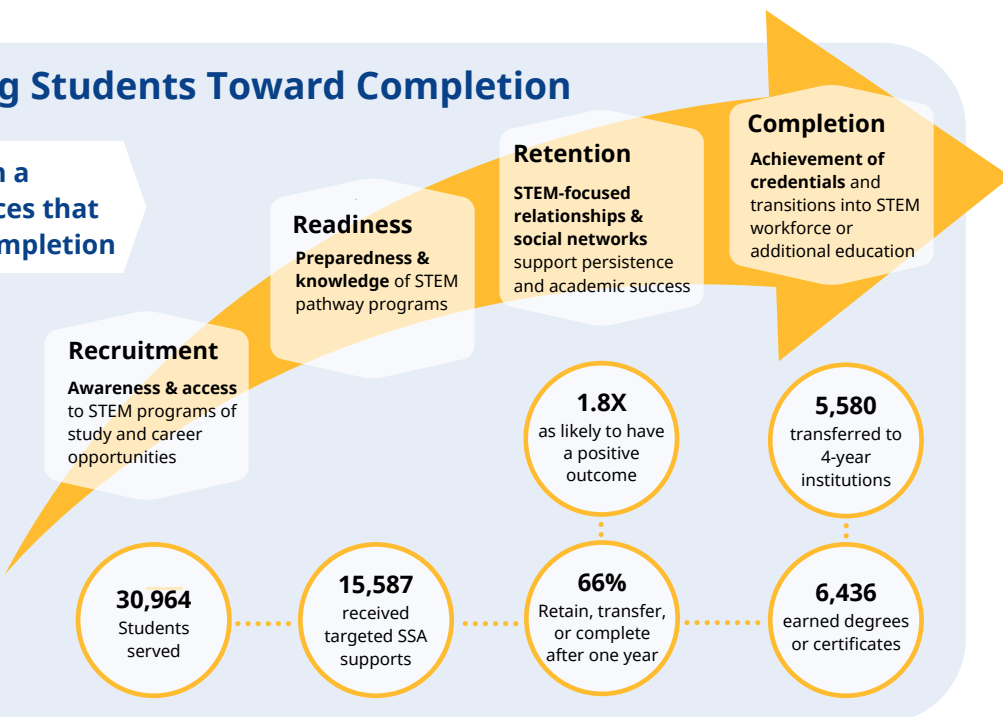 g Students Toward Completion
n a
ces that
mpletion
Recruitment
Awareness & access
to STEM programs of
study and career
opportunities
Readiness
Preparedness &
knowledge of STEM
pathway programs
Retention
STEM-focused
relationships &
social networks
support persistence
and academic success
Completion
Achievement of
credentials and
transitions into STEM
workforce or
additional education
30,964
Students
served
15,587
received
targeted SSA
supports
1.8X
as likely to have
a positive
outcome
66%
Retain, transfer,
or complete
after one year
5,580
transferred to
4-year
institutions
6,436
earned degrees
or certificates